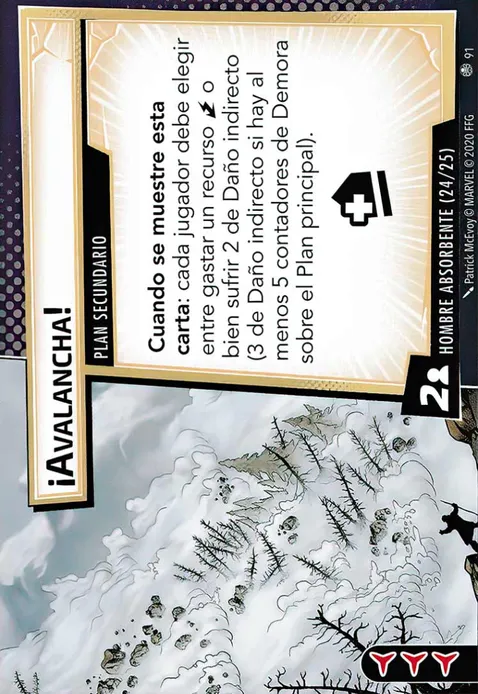 ¡AVALANCHA!
PLAN SECUNDARIO
Cuando se muestre esta
carta: cada jugador debe elegir
entre gastar un recurso o
bien sufrir 2 de Daño indirecto
(3 de Daño indirecto si hay al
menos 5 contadores de Demora
sobre el Plan principal).
2
HOMBRE ABSORBENTE (24/25)
Patrick McEvoy © MARVEL © 2020 FFG
91